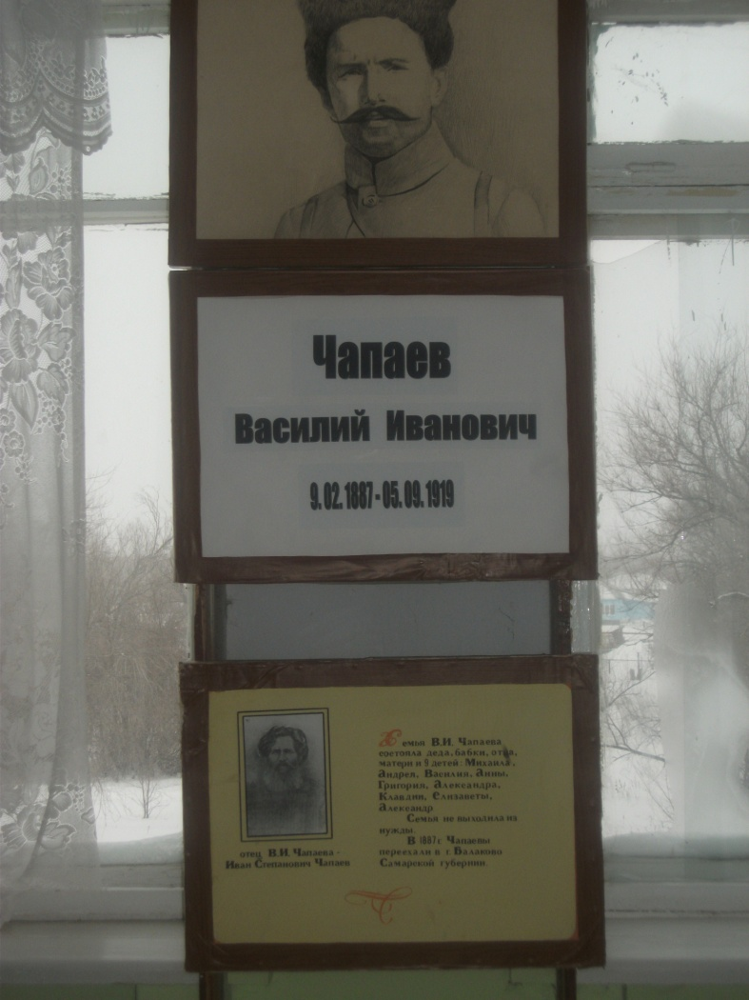 Чапаев
Василий Иванович
9.02.1887-05.09.1919
отец В.И. Чапаева -
Иван Степанович Чапаев
Семья В.И. Чапаева
состояла деда, бабки, отца,
матери и 9 детей: Михаила,
Андрея, Василия, Анны,
Григория, Александра,
Клавдии, Елизаветы,
Александр
Семья не выходила из
нужды.
В 1887г. Чапаевы
переехали в г. Балаково
Самарской губернии.